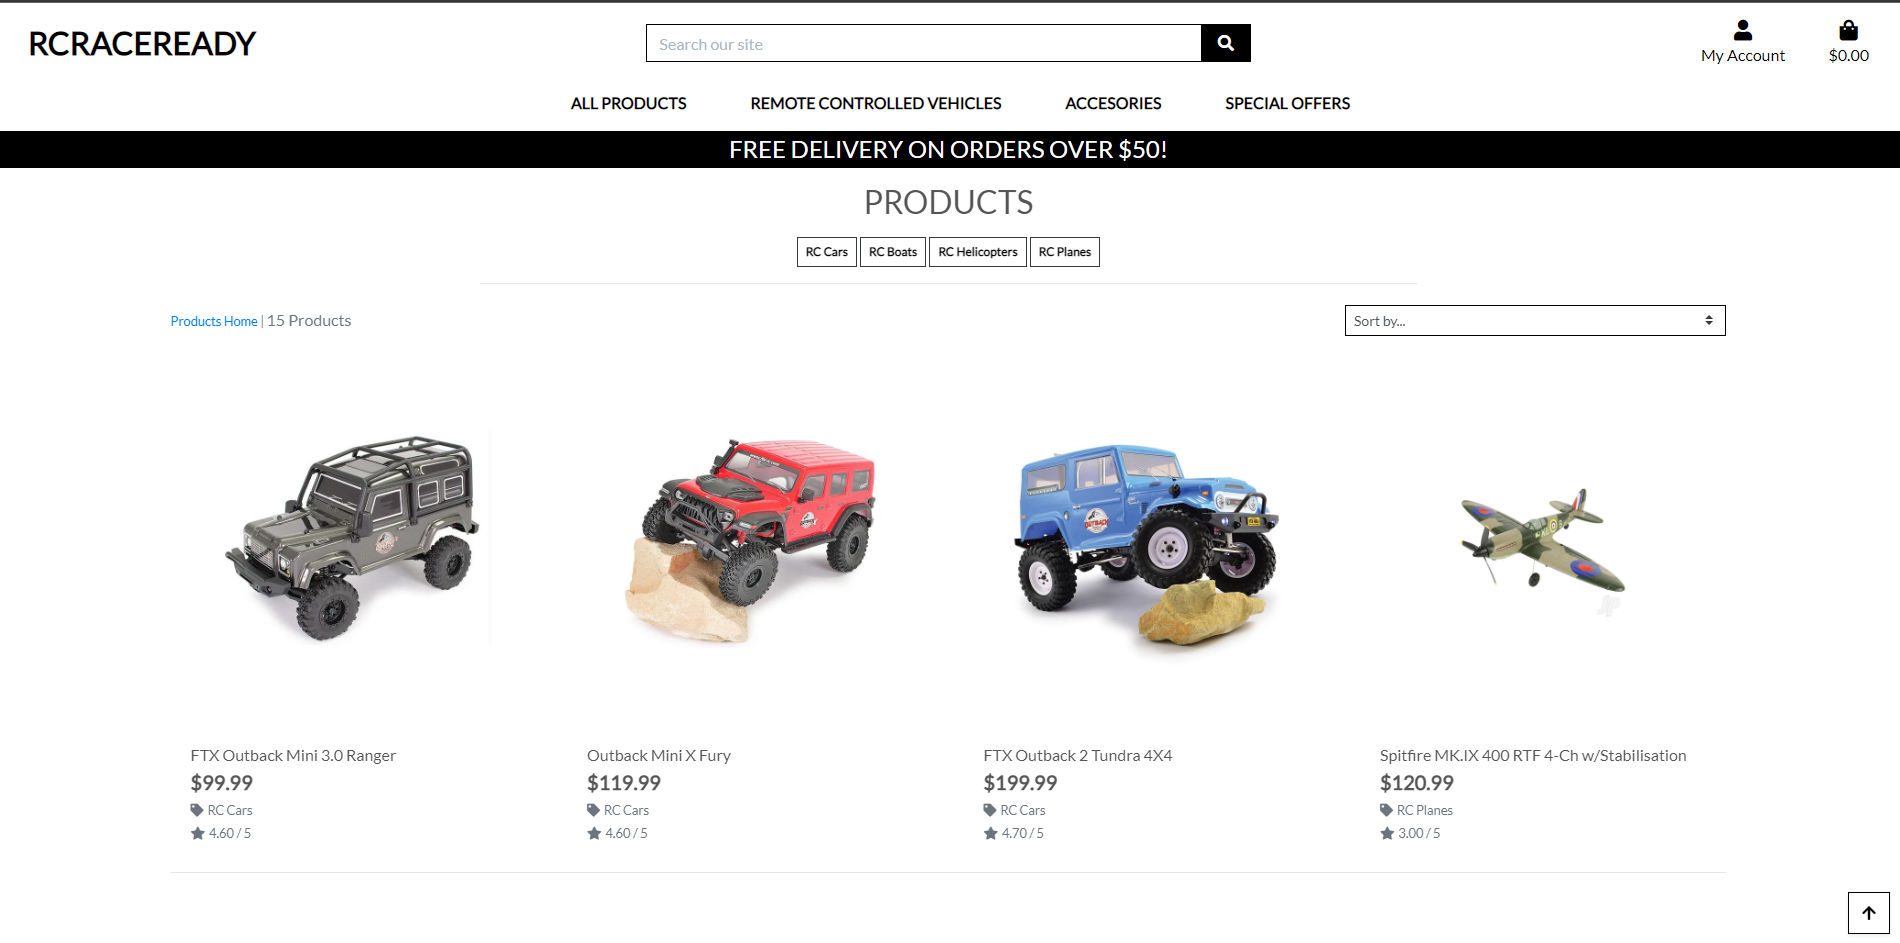 RCRACEREADY
Search our site
My Account
$0.00
ALL PRODUCTS
REMOTE CONTROLLED VEHICLES
ACCESORIES
SPECIAL OFFERS
FREE DELIVERY ON ORDERS OVER $50!
PRODUCTS
RC Cars
RC Boats
RC Helicopters
RC Planes
Products Home | 15 Products
Sort by...
OUTBACK
FTX Outback Mini 3.0 Ranger
$99.99
RC Cars
4.60 / 5
Outback Mini X Fury
$119.99
RC Cars
4.60 / 5
FTX Outback 2 Tundra 4X4
$199.99
RC Cars
4.70 / 5
Spitfire MK.IX 400 RTF 4-Ch w/Stabilisation
$120.99
RC Planes
3.00 / 5